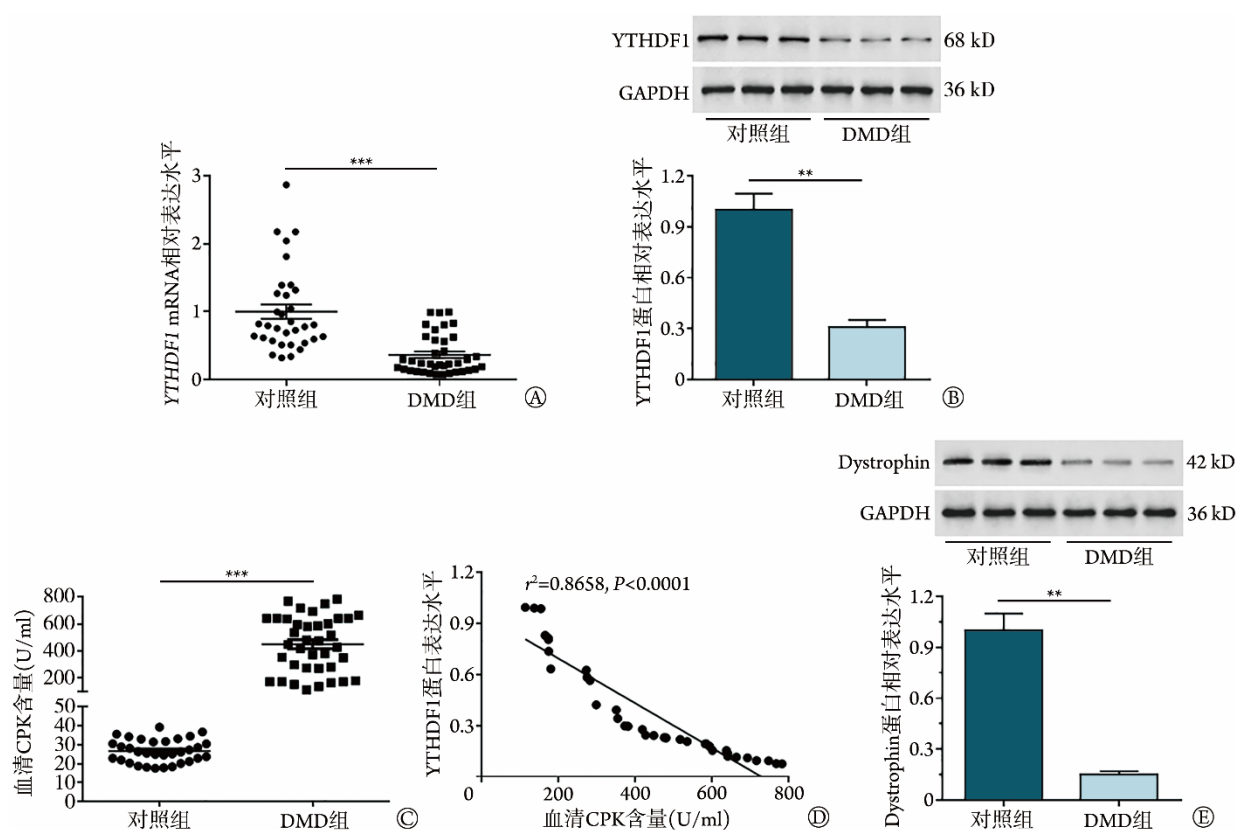 YTHDF1 68 kD
GAPDH 36 kD
对照组 DMD组
YTHDF1 mRNA相对表达水平
***
3
2
1
0
对照组 DMD组 Ⓐ
YTHDF1蛋白相对表达水平
**
1.2
0.9
0.6
0.3
0
对照组 DMD组 Ⓑ
Dystrophin 42 kD
GAPDH 36 kD
对照组 DMD组
血清CPK含量(U/ml)
***
800
600
400
200
50
40
30
20
10
0
对照组 DMD组 Ⓒ
YTHDF1蛋白表达水平
r²=0.8658, P<0.0001
1.2
0.9
0.6
0.3
0 200 400 600 800
血清CPK含量(U/ml) Ⓓ
Dystrophin蛋白相对表达水平
**
1.2
0.9
0.6
0.3
0
对照组 DMD组 Ⓔ